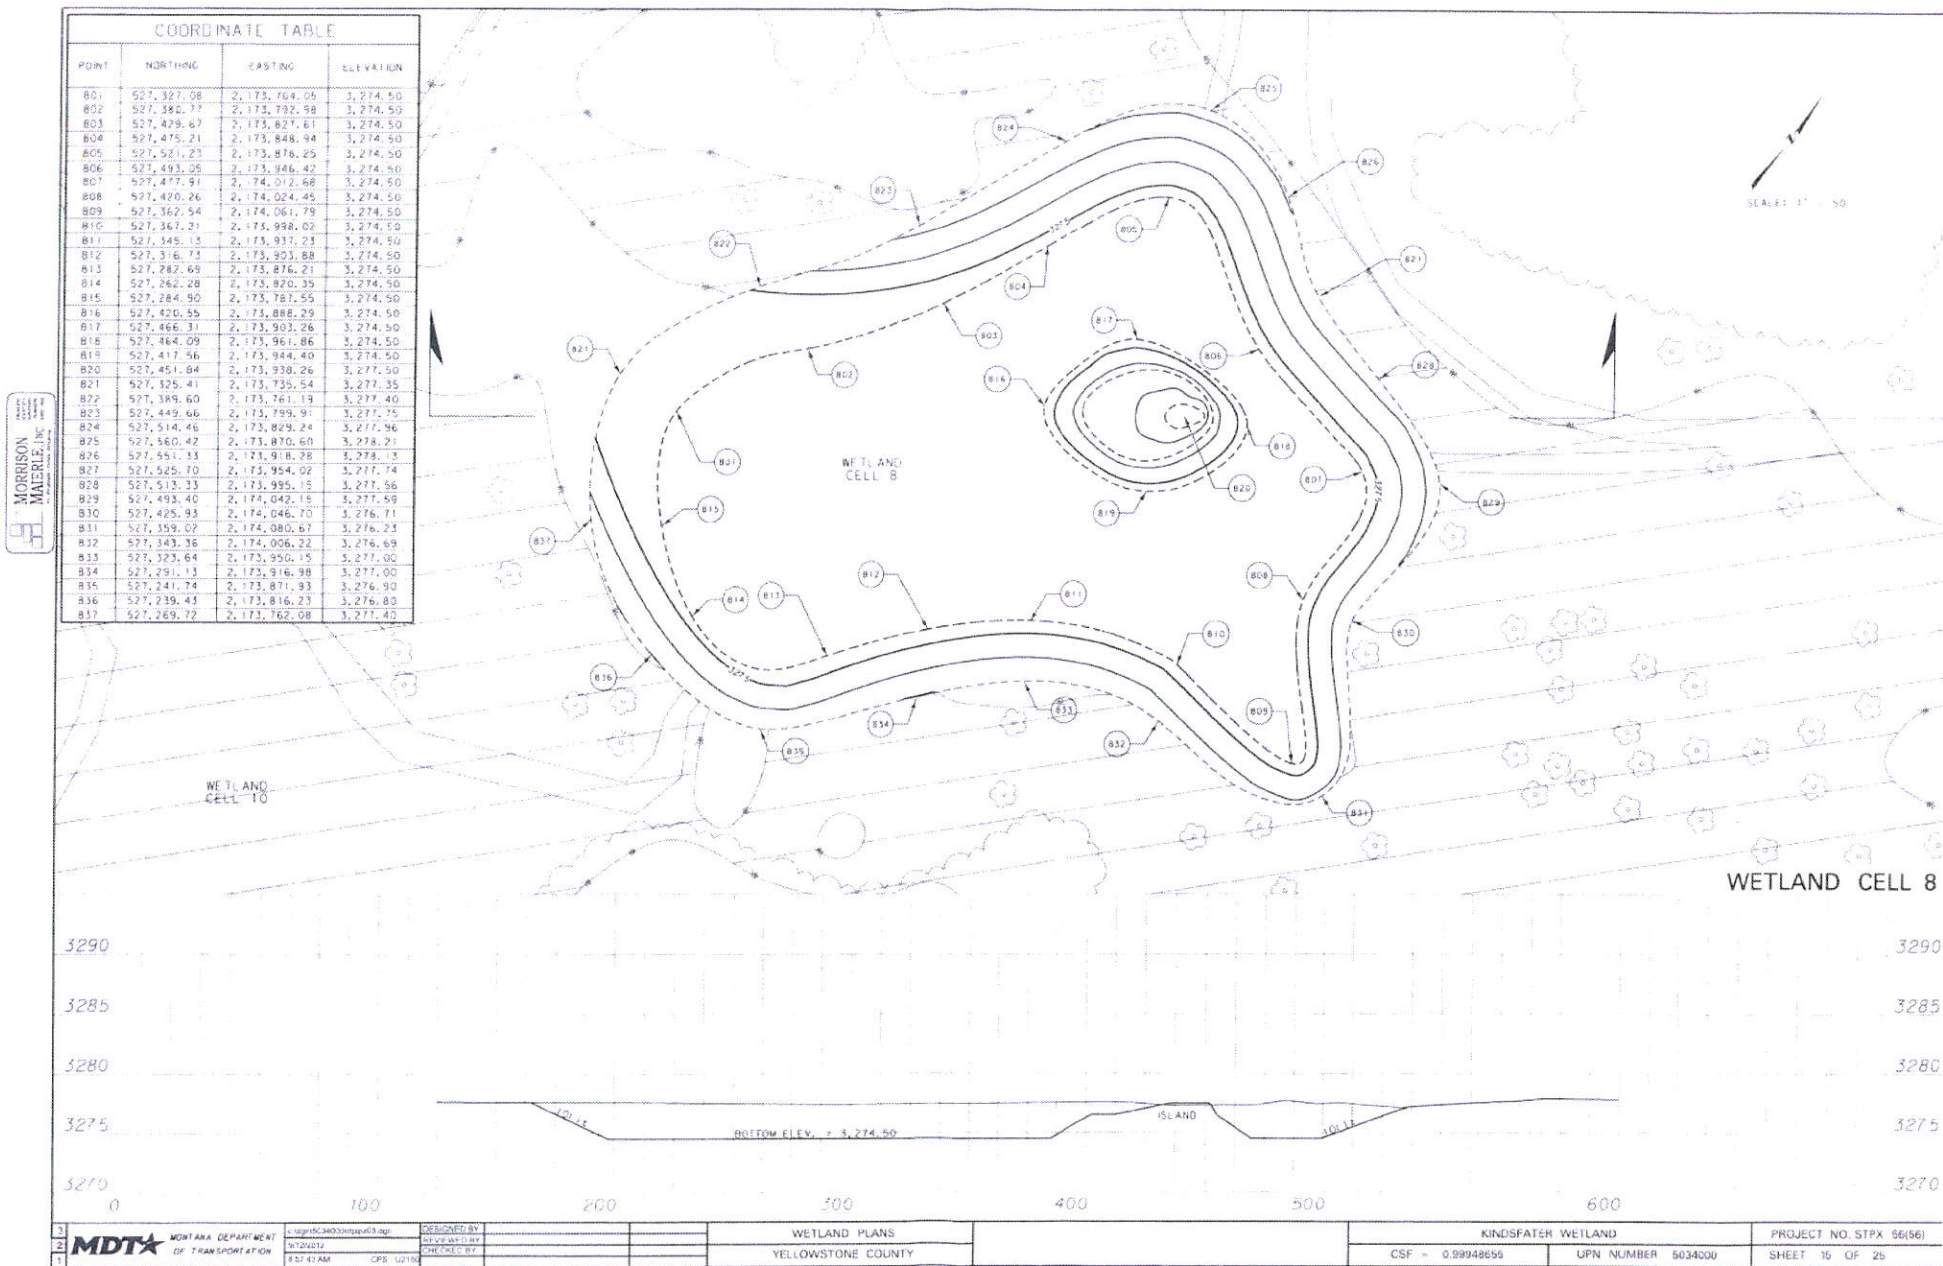 COORDINATE TABLE
POINT NORTHING EASTING ELEVATION
801 527,327.08 2,173,764.05 3,274.50
802 527,380.77 2,173,792.98 3,274.50
803 527,429.67 2,173,827.61 3,274.50
804 527,475.21 2,173,848.94 3,274.50
805 527,521.23 2,173,878.25 3,274.50
806 527,493.05 2,173,946.42 3,274.50
807 527,477.91 2,174,012.68 3,274.50
808 527,420.26 2,174,024.45 3,274.50
809 527,362.54 2,174,061.79 3,274.50
810 527,367.21 2,173,998.02 3,274.50
811 527,345.13 2,173,937.23 3,274.50
812 527,316.73 2,173,903.88 3,274.50
813 527,282.69 2,173,876.21 3,274.50
814 527,262.28 2,173,820.35 3,274.50
815 527,284.90 2,173,787.55 3,274.50
816 527,420.55 2,173,888.29 3,274.50
817 527,466.31 2,173,903.26 3,274.50
818 527,464.09 2,173,961.86 3,274.50
819 527,417.56 2,173,944.40 3,274.50
820 527,451.84 2,173,938.26 3,277.50
821 527,325.41 2,173,735.54 3,277.35
822 527,389.60 2,173,761.19 3,277.40
823 527,449.66 2,173,799.91 3,277.75
824 527,514.46 2,173,829.24 3,277.96
825 527,560.42 2,173,870.60 3,278.21
826 527,551.33 2,173,918.28 3,278.13
827 527,525.70 2,173,954.02 3,277.74
828 527,513.33 2,173,995.15 3,277.56
829 527,493.40 2,174,042.15 3,277.59
830 527,425.93 2,174,046.70 3,276.71
831 527,359.02 2,174,080.67 3,276.23
832 527,343.36 2,174,006.22 3,276.69
833 527,323.64 2,173,950.15 3,277.00
834 527,291.13 2,173,916.98 3,277.00
835 527,241.74 2,173,871.93 3,276.90
836 527,239.43 2,173,816.23 3,276.80
837 527,269.72 2,173,762.08 3,277.40
825
824
826
823
SCALE: 1" = 50
805
822
821
804
803
817
821
806
828
802
816
818
801
WETLAND
CELL 8
807
820
3275
829
815
819
837
812
808
814
813
811
810
830
3275
836
809
834
833
832
835
831
WETLAND
CELL 10
MORRISON
MAIERLE, INC.
WETLAND CELL 8
3290 3290
3285 3285
3280 3280
3275 3275
3270 3270
ISLAND
BOTTOM ELEV. = 3,274.50
0 100 200 300 400 500 600
MDT
MONTANA DEPARTMENT
OF TRANSPORTATION
9/12/2012
8:57:43 AM
DESIGNED BY
REVIEWED BY
CHECKED BY
WETLAND PLANS
YELLOWSTONE COUNTY
KINDSFATER WETLAND
CSF = 0.99948655
UPN NUMBER 5034000
PROJECT NO. STPX 56(56)
SHEET 15 OF 25